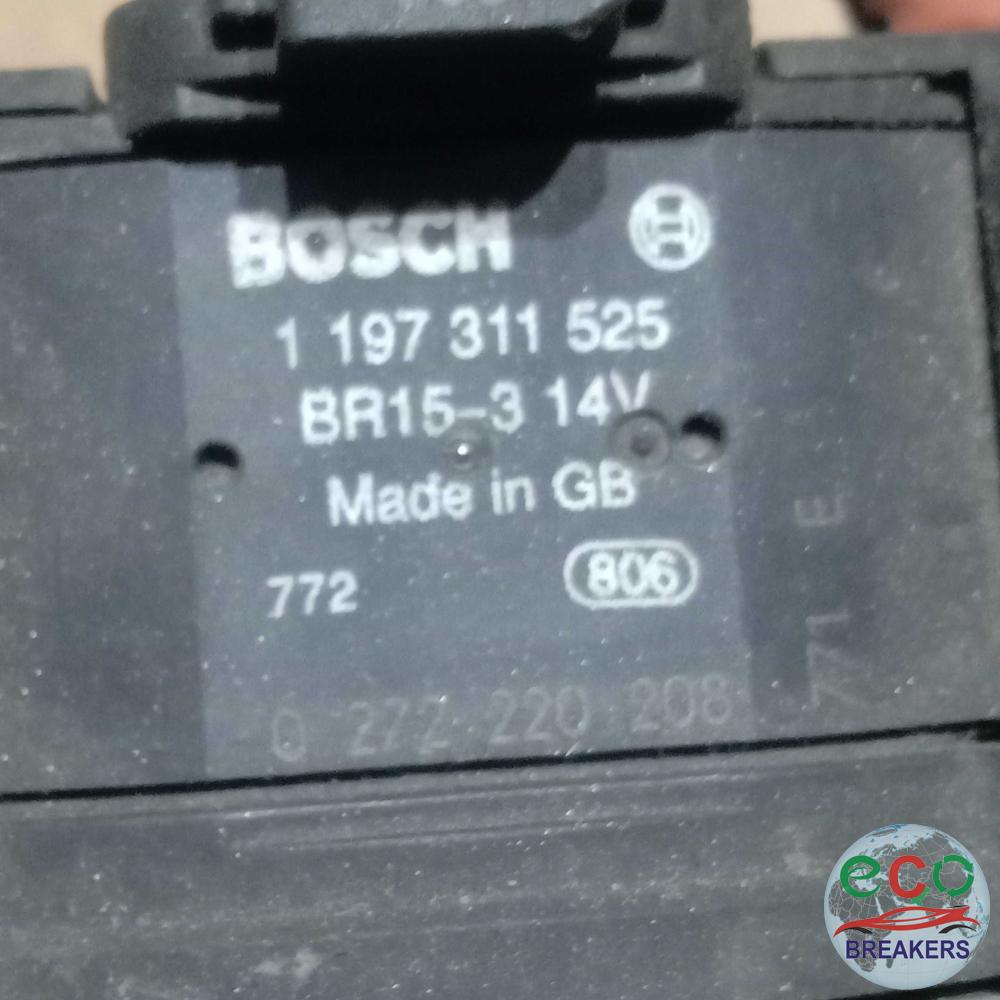 BOSCH
1 197 311 525
BR15-3 14V
Made in GB
772 806
0 272 220 208
771 E
eco
BREAKERS